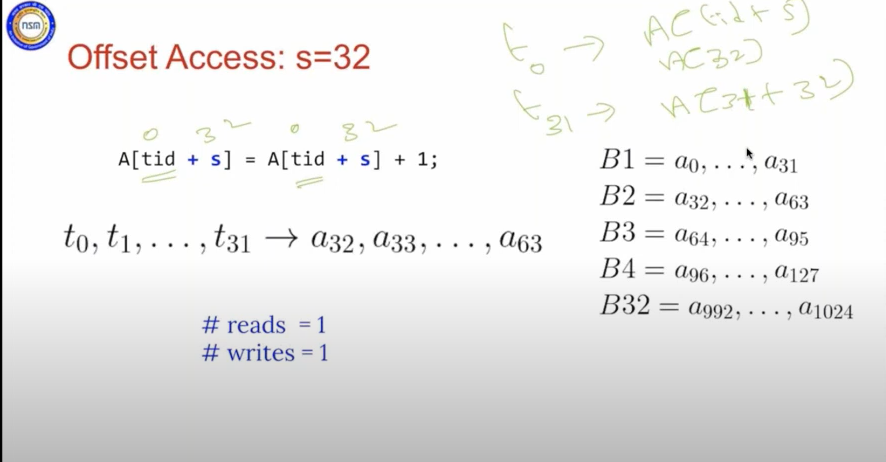 nsm
Offset Access: s=32
t₀ → A[tid + s]
A[32]
t₃₁ → A[31 + 32]
0 32 0 32
A[tid + s] = A[tid + s] + 1;
t₀, t₁, . . . , t₃₁ → a₃₂, a₃₃, . . . , a₆₃
# reads = 1
# writes = 1
B1 = a₀, . . . , a₃₁
B2 = a₃₂, . . . , a₆₃
B3 = a₆₄, . . . , a₉₅
B4 = a₉₆, . . . , a₁₂₇
B32 = a₉₉₂, . . . , a₁₀₂₄